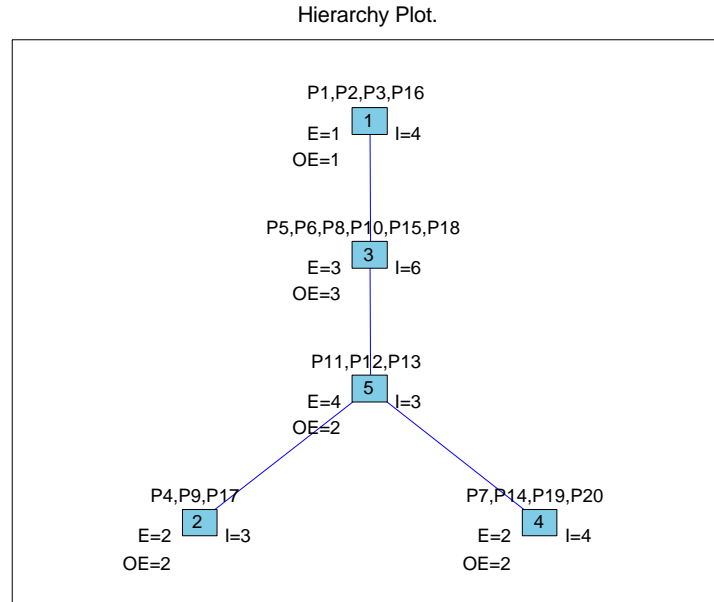 Hierarchy Plot.
P1,P2,P3,P16
1
E=1 I=4
OE=1
P5,P6,P8,P10,P15,P18
3
E=3 I=6
OE=3
P11,P12,P13
5
E=4 I=3
OE=2
P4,P9,P17 P7,P14,P19,P20
2 4
E=2 I=3 E=2 I=4
OE=2 OE=2